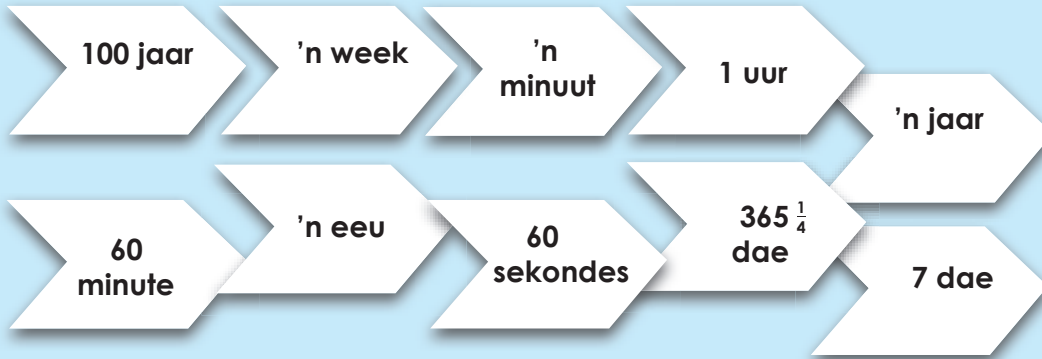 100 jaar
’n week
’n
minuut
1 uur
’n jaar
60
minute
’n eeu
60
sekondes
365 1/4
dae
7 dae